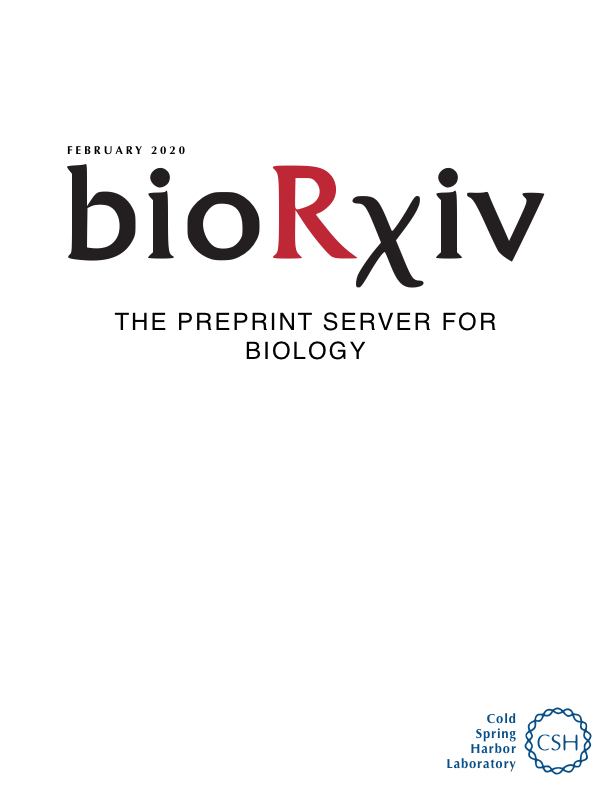 FEBRUARY 2020
bioRχiv
THE PREPRINT SERVER FOR
BIOLOGY
Cold
Spring
Harbor
Laboratory
CSH